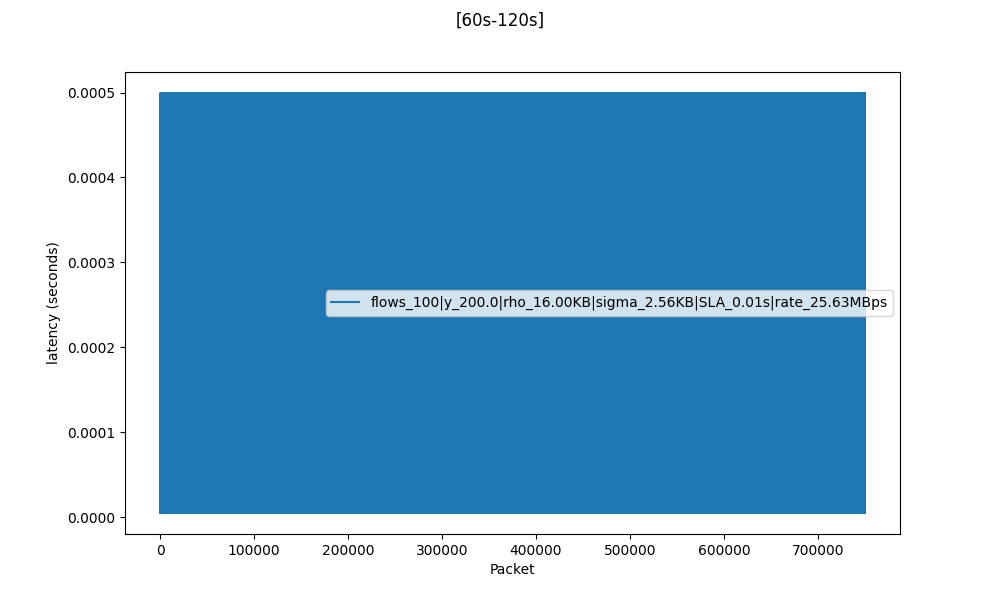 [60s-120s]
0.0005
0.0004
0.0003
0.0002
0.0001
0.0000
latency (seconds)
flows_100|y_200.0|rho_16.00KB|sigma_2.56KB|SLA_0.01s|rate_25.63MBps
0 100000 200000 300000 400000 500000 600000 700000
Packet